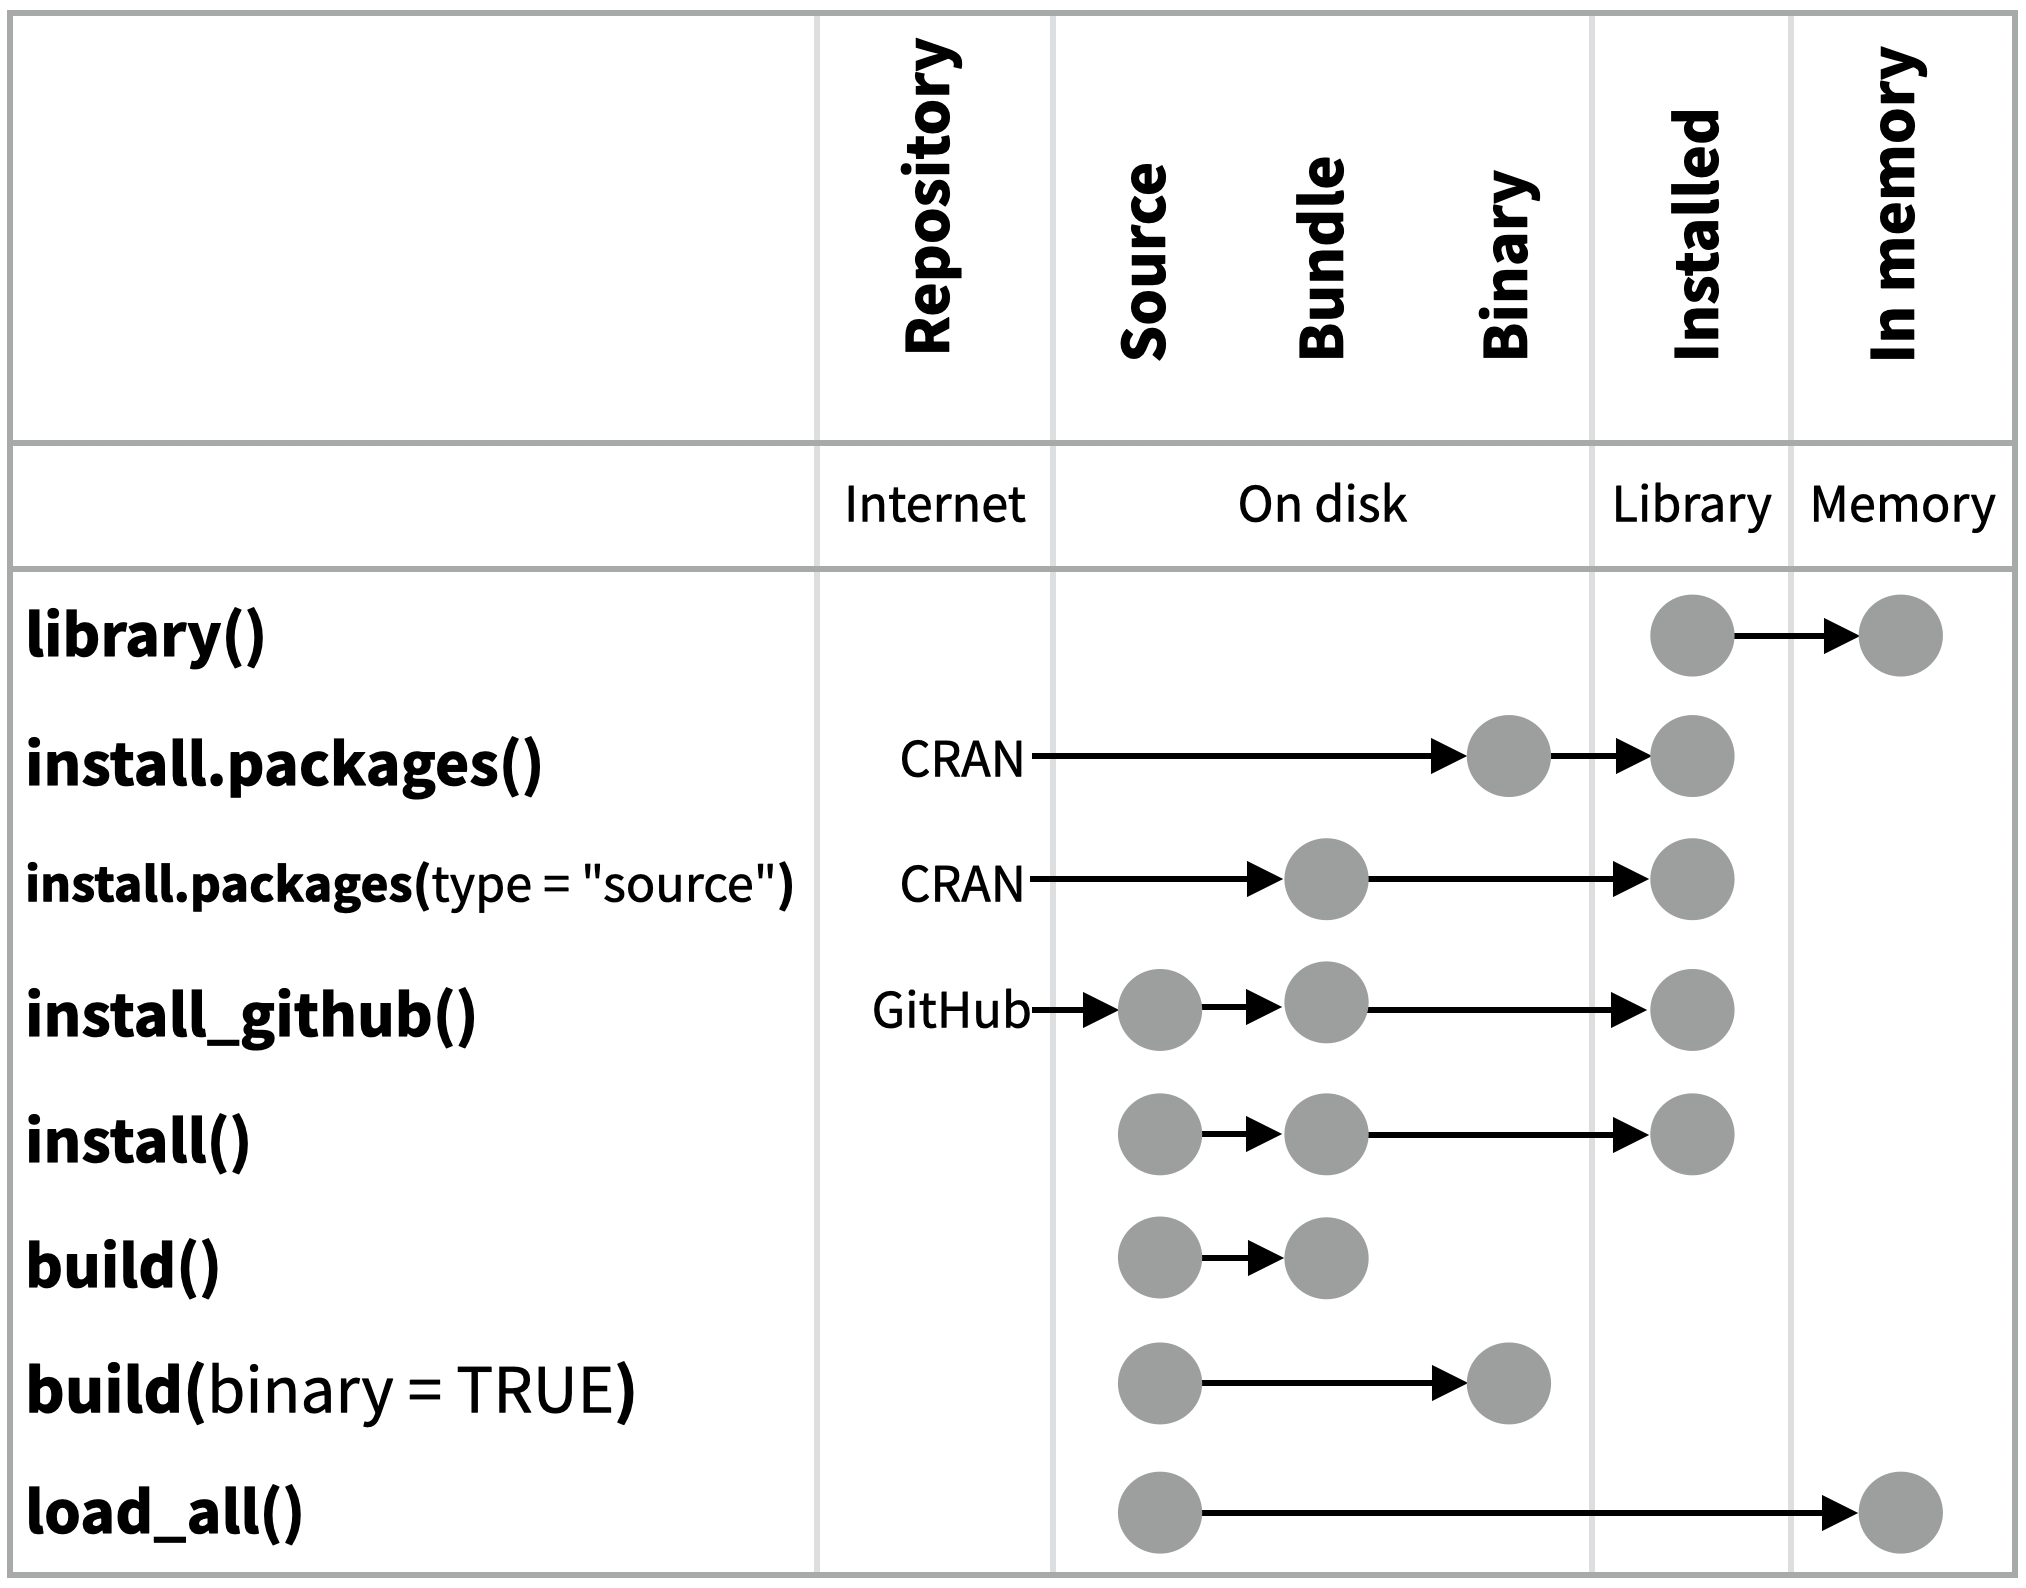 Repository
Source
Bundle
Binary
Installed
In memory
Internet
On disk
Library
Memory
library()
install.packages()
CRAN
install.packages(type = "source")
CRAN
install_github()
GitHub
install()
build()
build(binary = TRUE)
load_all()